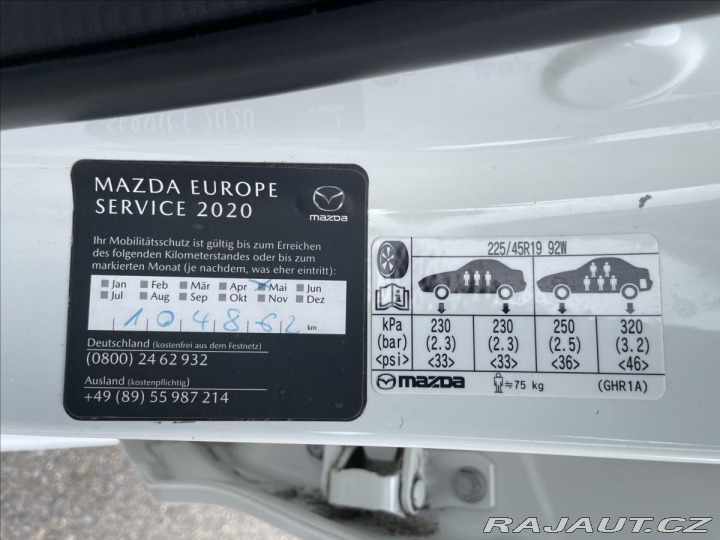 MAZDA EUROPE
SERVICE 2020
mazda
Ihr Mobilitätsschutz ist gültig bis zum Erreichen
des folgenden Kilometerstandes oder bis zum
markierten Monat (je nachdem, was eher eintritt):
Jan Feb Mär Apr Mai Jun
Jul Aug Sep Okt Nov Dez
104862 km
Deutschland (kostenfrei aus dem Festnetz)
(0800) 24 62 932
Ausland (kostenpflichtig)
+49 (89) 55 987 214
225/45R19 92W
kPa 230 230 250 320
(bar) (2.3) (2.3) (2.5) (3.2)
<psi> <33> <33> <36> <46>
mazda ≒75 kg (GHR1A)
SERVICE 2020
RAJAUT.CZ